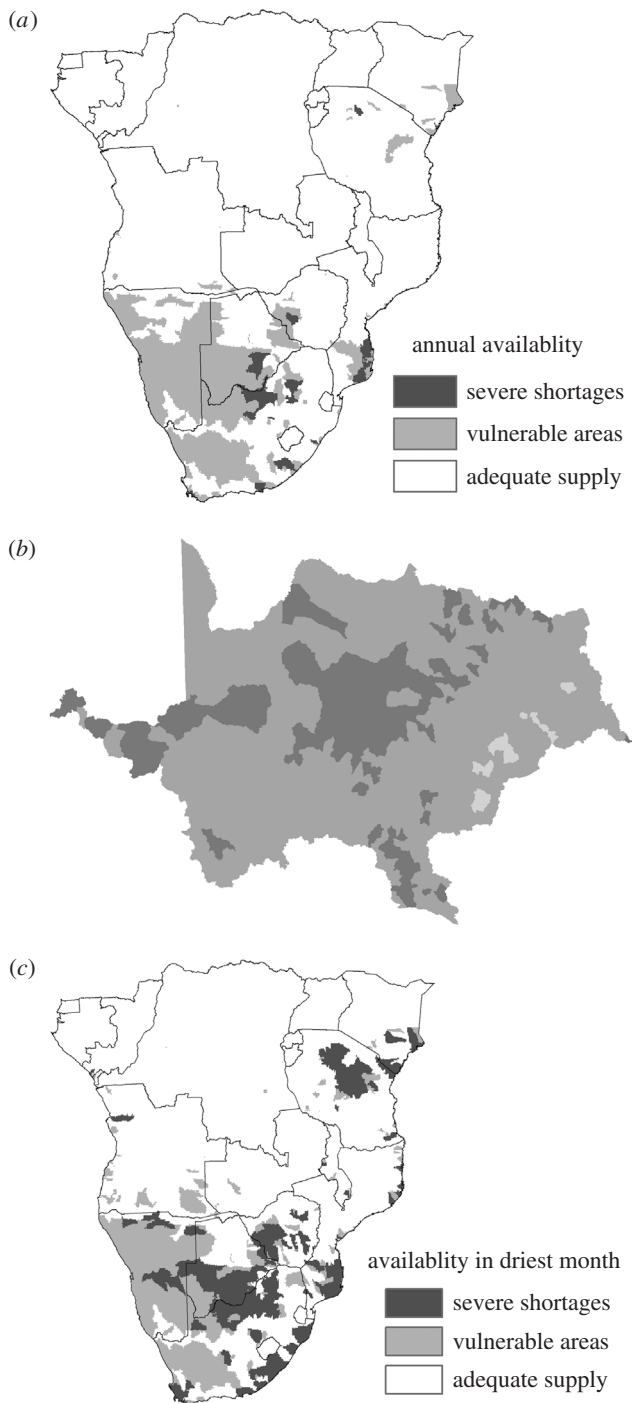 (a)
annual availablity
severe shortages
vulnerable areas
adequate supply
(b)
(c)
availablity in driest month
severe shortages
vulnerable areas
adequate supply